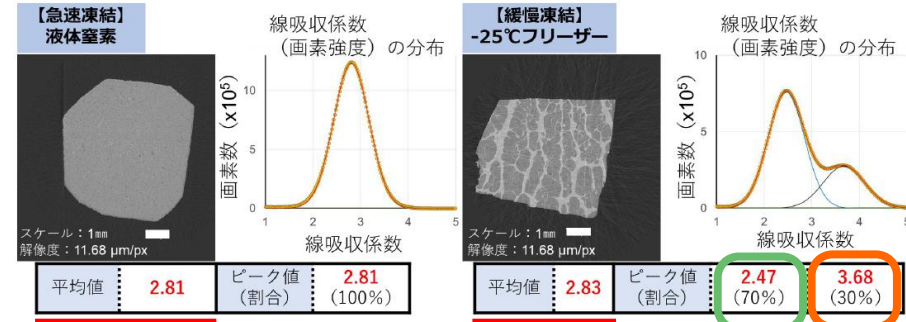 【急速凍結】
液体窒素
線吸収係数
（画素強度）の分布
画素数（x10⁵）
10
5
0
1 2 3 4 5
線吸収係数
スケール：1㎜
解像度：11.68 μm/px
平均値 2.81 ピーク値（割合） 2.81（100%）
【緩慢凍結】
-25℃フリーザー
線吸収係数
（画素強度）の分布
画素数（x10⁵）
10
5
0
1 2 3 4 5
線吸収係数
スケール：1㎜
解像度：11.68 μm/px
平均値 2.83 ピーク値（割合） 2.47（70%） 3.68（30%）